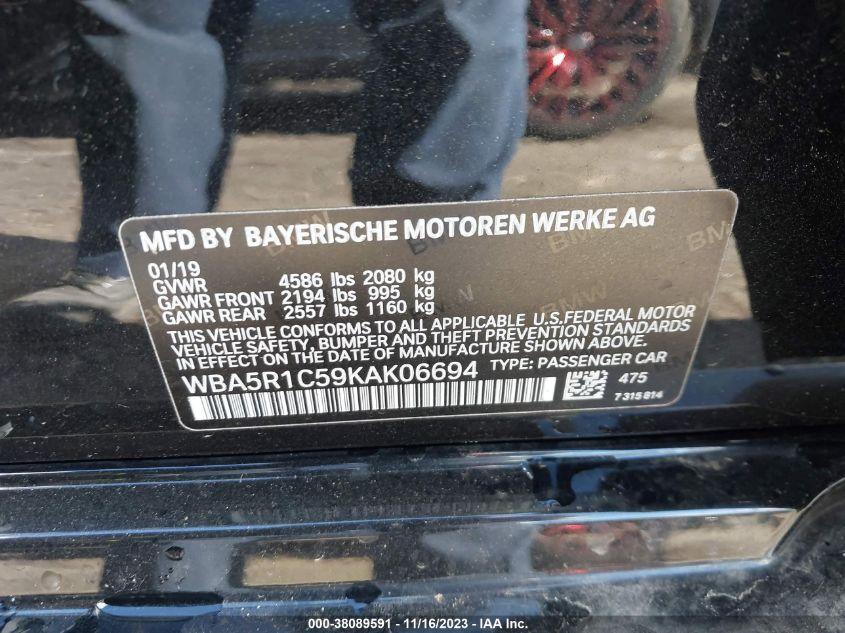 MFD BY BAYERISCHE MOTOREN WERKE AG
01/19
GVWR 4586 lbs 2080 kg
GAWR FRONT 2194 lbs 995 kg
GAWR REAR 2557 lbs 1160 kg
THIS VEHICLE CONFORMS TO ALL APPLICABLE U.S.FEDERAL MOTOR
VEHICLE SAFETY, BUMPER AND THEFT PREVENTION STANDARDS
IN EFFECT ON THE DATE OF MANUFACTURE SHOWN ABOVE.
WBA5R1C59KAK06694 TYPE: PASSENGER CAR
475
7315814
000-38089591 - 11/16/2023 - IAA Inc.